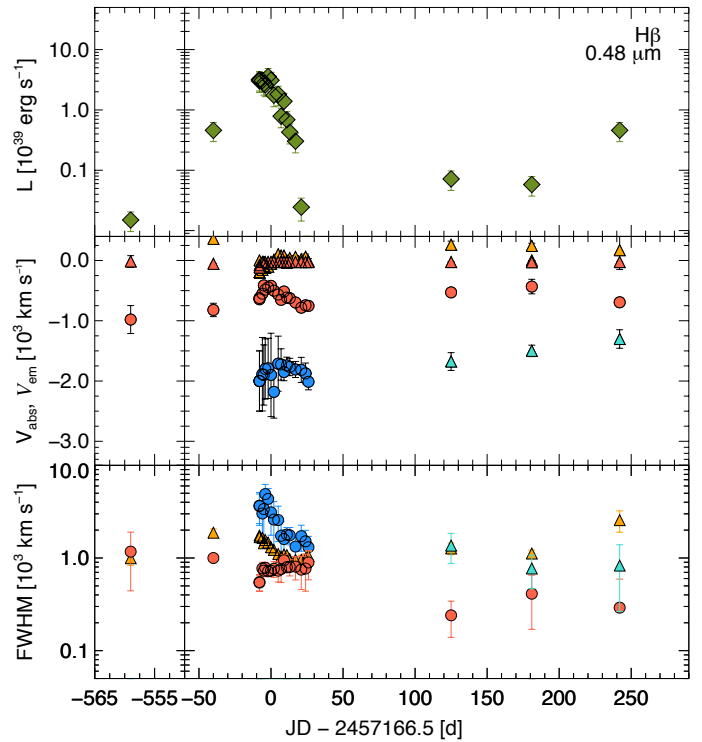 Hβ
0.48 μm
L [10³⁹ erg s⁻¹]
10.0
1.0
0.1
V_abs, V_em [10³ km s⁻¹]
0.0
−1.0
−2.0
−3.0
FWHM [10³ km s⁻¹]
10.0
1.0
0.1
−565 −555 −50 0 50 100 150 200 250
JD − 2457166.5 [d]